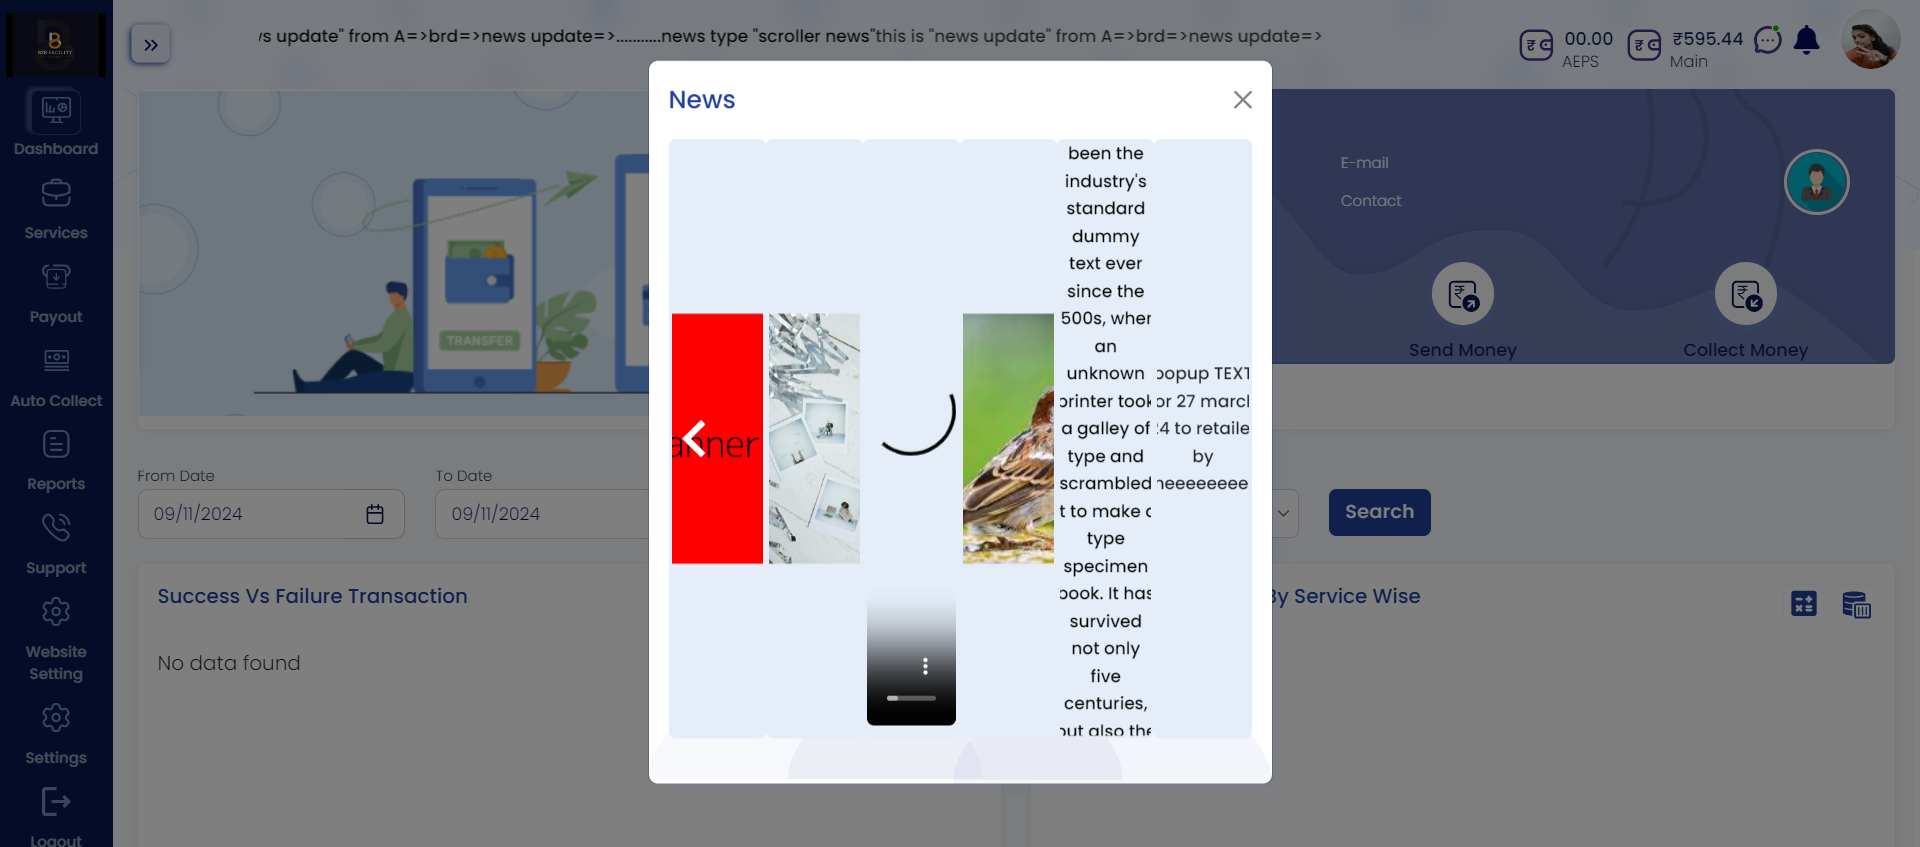 B2B FACILITY
Dashboard
Services
Payout
Auto Collect
Reports
Support
Website
Setting
Settings
Logout
s update" from A=>brd=>news update=>...........news type "scroller news"this is "news update" from A=>brd=>news update=>
00.00
AEPS
₹595.44
Main
E-mail
Contact
Send Money
Collect Money
TRANSFER
From Date
09/11/2024
To Date
09/11/2024
Search
Success Vs Failure Transaction
No data found
By Service Wise
News
anner
been the
industry's
standard
dummy
text ever
since the
500s, when
an
unknown
printer took
a galley of
type and
scrambled
t to make a
type
specimen
book. It has
survived
not only
five
centuries,
but also the
popup TEXT
or 27 marcl
24 to retaile
by
neeeeeeee